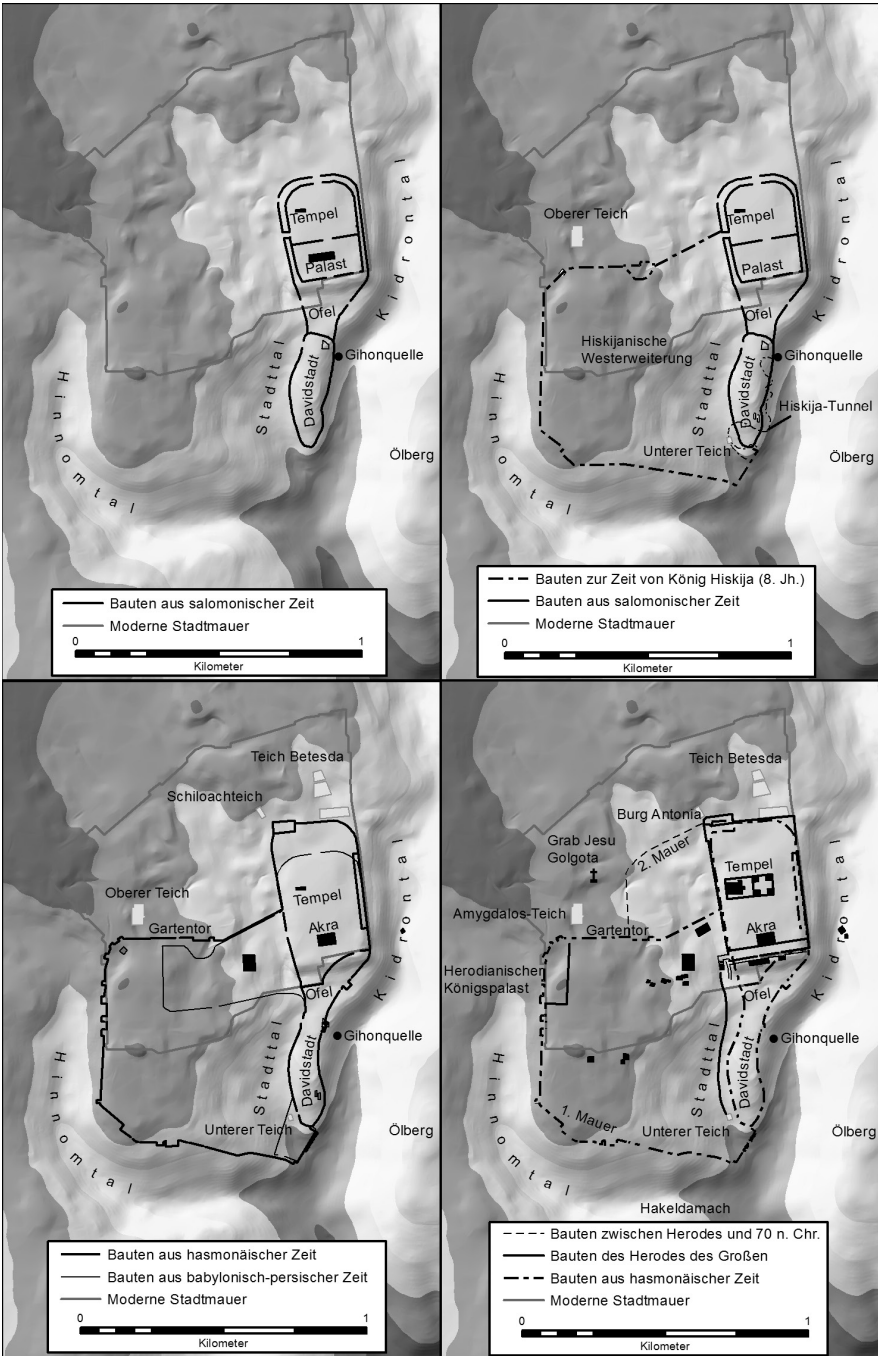 Tempel
Palast
Ofel
Gihonquelle
Davidstadt
Stadttal
Kidrontal
Hinnomtal
Ölberg
Bauten aus salomonischer Zeit
Moderne Stadtmauer
0 1
Kilometer
Oberer Teich
Tempel
Palast
Ofel
Hiskijanische
Westerweiterung
Gihonquelle
Stadttal
Davidstadt
Hiskija-Tunnel
Unterer Teich
Kidrontal
Hinnomtal
Ölberg
Bauten zur Zeit von König Hiskija (8. Jh.)
Bauten aus salomonischer Zeit
Moderne Stadtmauer
0 1
Kilometer
Teich Betesda
Schiloachteich
Oberer Teich
Tempel
Gartentor
Akra
Ofel
Gihonquelle
Stadttal
Davidstadt
Unterer Teich
Kidrontal
Hinnomtal
Ölberg
Bauten aus hasmonäischer Zeit
Bauten aus babylonisch-persischer Zeit
Moderne Stadtmauer
0 1
Kilometer
Teich Betesda
Burg Antonia
Grab Jesu
Golgota
2. Mauer
Tempel
Amygdalos-Teich
Gartentor
Akra
Herodianischer
Königspalast
Ofel
Gihonquelle
Stadttal
Davidstadt
1. Mauer
Unterer Teich
Kidrontal
Hinnomtal
Ölberg
Hakeldamach
Bauten zwischen Herodes und 70 n. Chr.
Bauten des Herodes des Großen
Bauten aus hasmonäischer Zeit
Moderne Stadtmauer
0 1
Kilometer